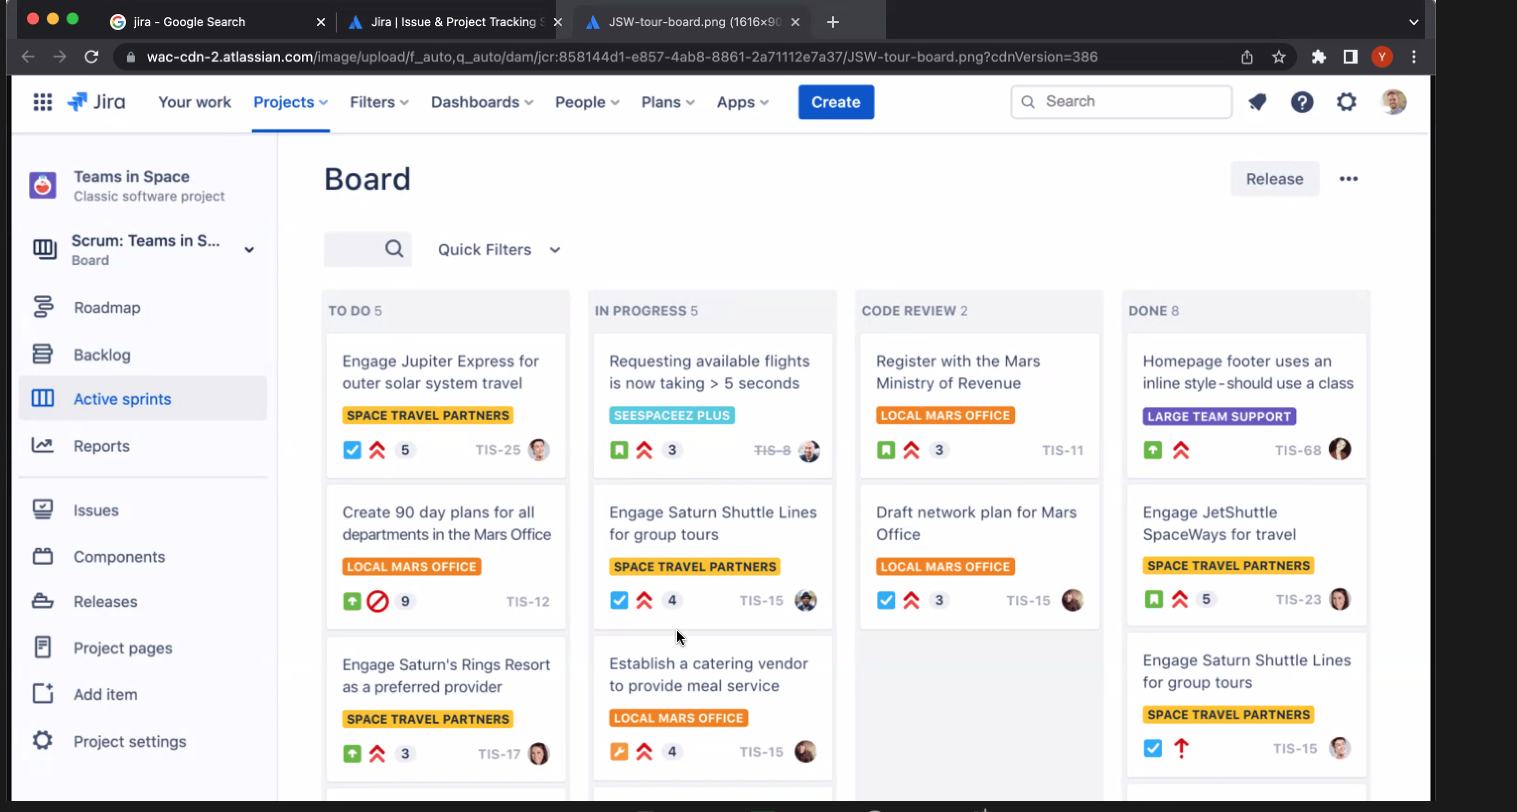 jira - Google Search
Jira | Issue & Project Tracking S
JSW-tour-board.png (1616×90
wac-cdn-2.atlassian.com/image/upload/f_auto,q_auto/dam/jcr:858144d1-e857-4ab8-8861-2a71112e7a37/JSW-tour-board.png?cdnVersion=386
Y
Jira
Your work
Projects
Filters
Dashboards
People
Plans
Apps
Create
Search
Teams in Space
Classic software project
Scrum: Teams in S...
Board
Roadmap
Backlog
Active sprints
Reports
Issues
Components
Releases
Project pages
Add item
Project settings
Board
Release
Quick Filters
TO DO 5
Engage Jupiter Express for
outer solar system travel
SPACE TRAVEL PARTNERS
5 TIS-25
Create 90 day plans for all
departments in the Mars Office
LOCAL MARS OFFICE
9 TIS-12
Engage Saturn's Rings Resort
as a preferred provider
SPACE TRAVEL PARTNERS
3 TIS-17
IN PROGRESS 5
Requesting available flights
is now taking > 5 seconds
SEESPACEEZ PLUS
3 TIS-8
Engage Saturn Shuttle Lines
for group tours
SPACE TRAVEL PARTNERS
4 TIS-15
Establish a catering vendor
to provide meal service
LOCAL MARS OFFICE
4 TIS-15
CODE REVIEW 2
Register with the Mars
Ministry of Revenue
LOCAL MARS OFFICE
3 TIS-11
Draft network plan for Mars
Office
LOCAL MARS OFFICE
3 TIS-15
DONE 8
Homepage footer uses an
inline style-should use a class
LARGE TEAM SUPPORT
TIS-68
Engage JetShuttle
SpaceWays for travel
SPACE TRAVEL PARTNERS
5 TIS-23
Engage Saturn Shuttle Lines
for group tours
SPACE TRAVEL PARTNERS
TIS-15